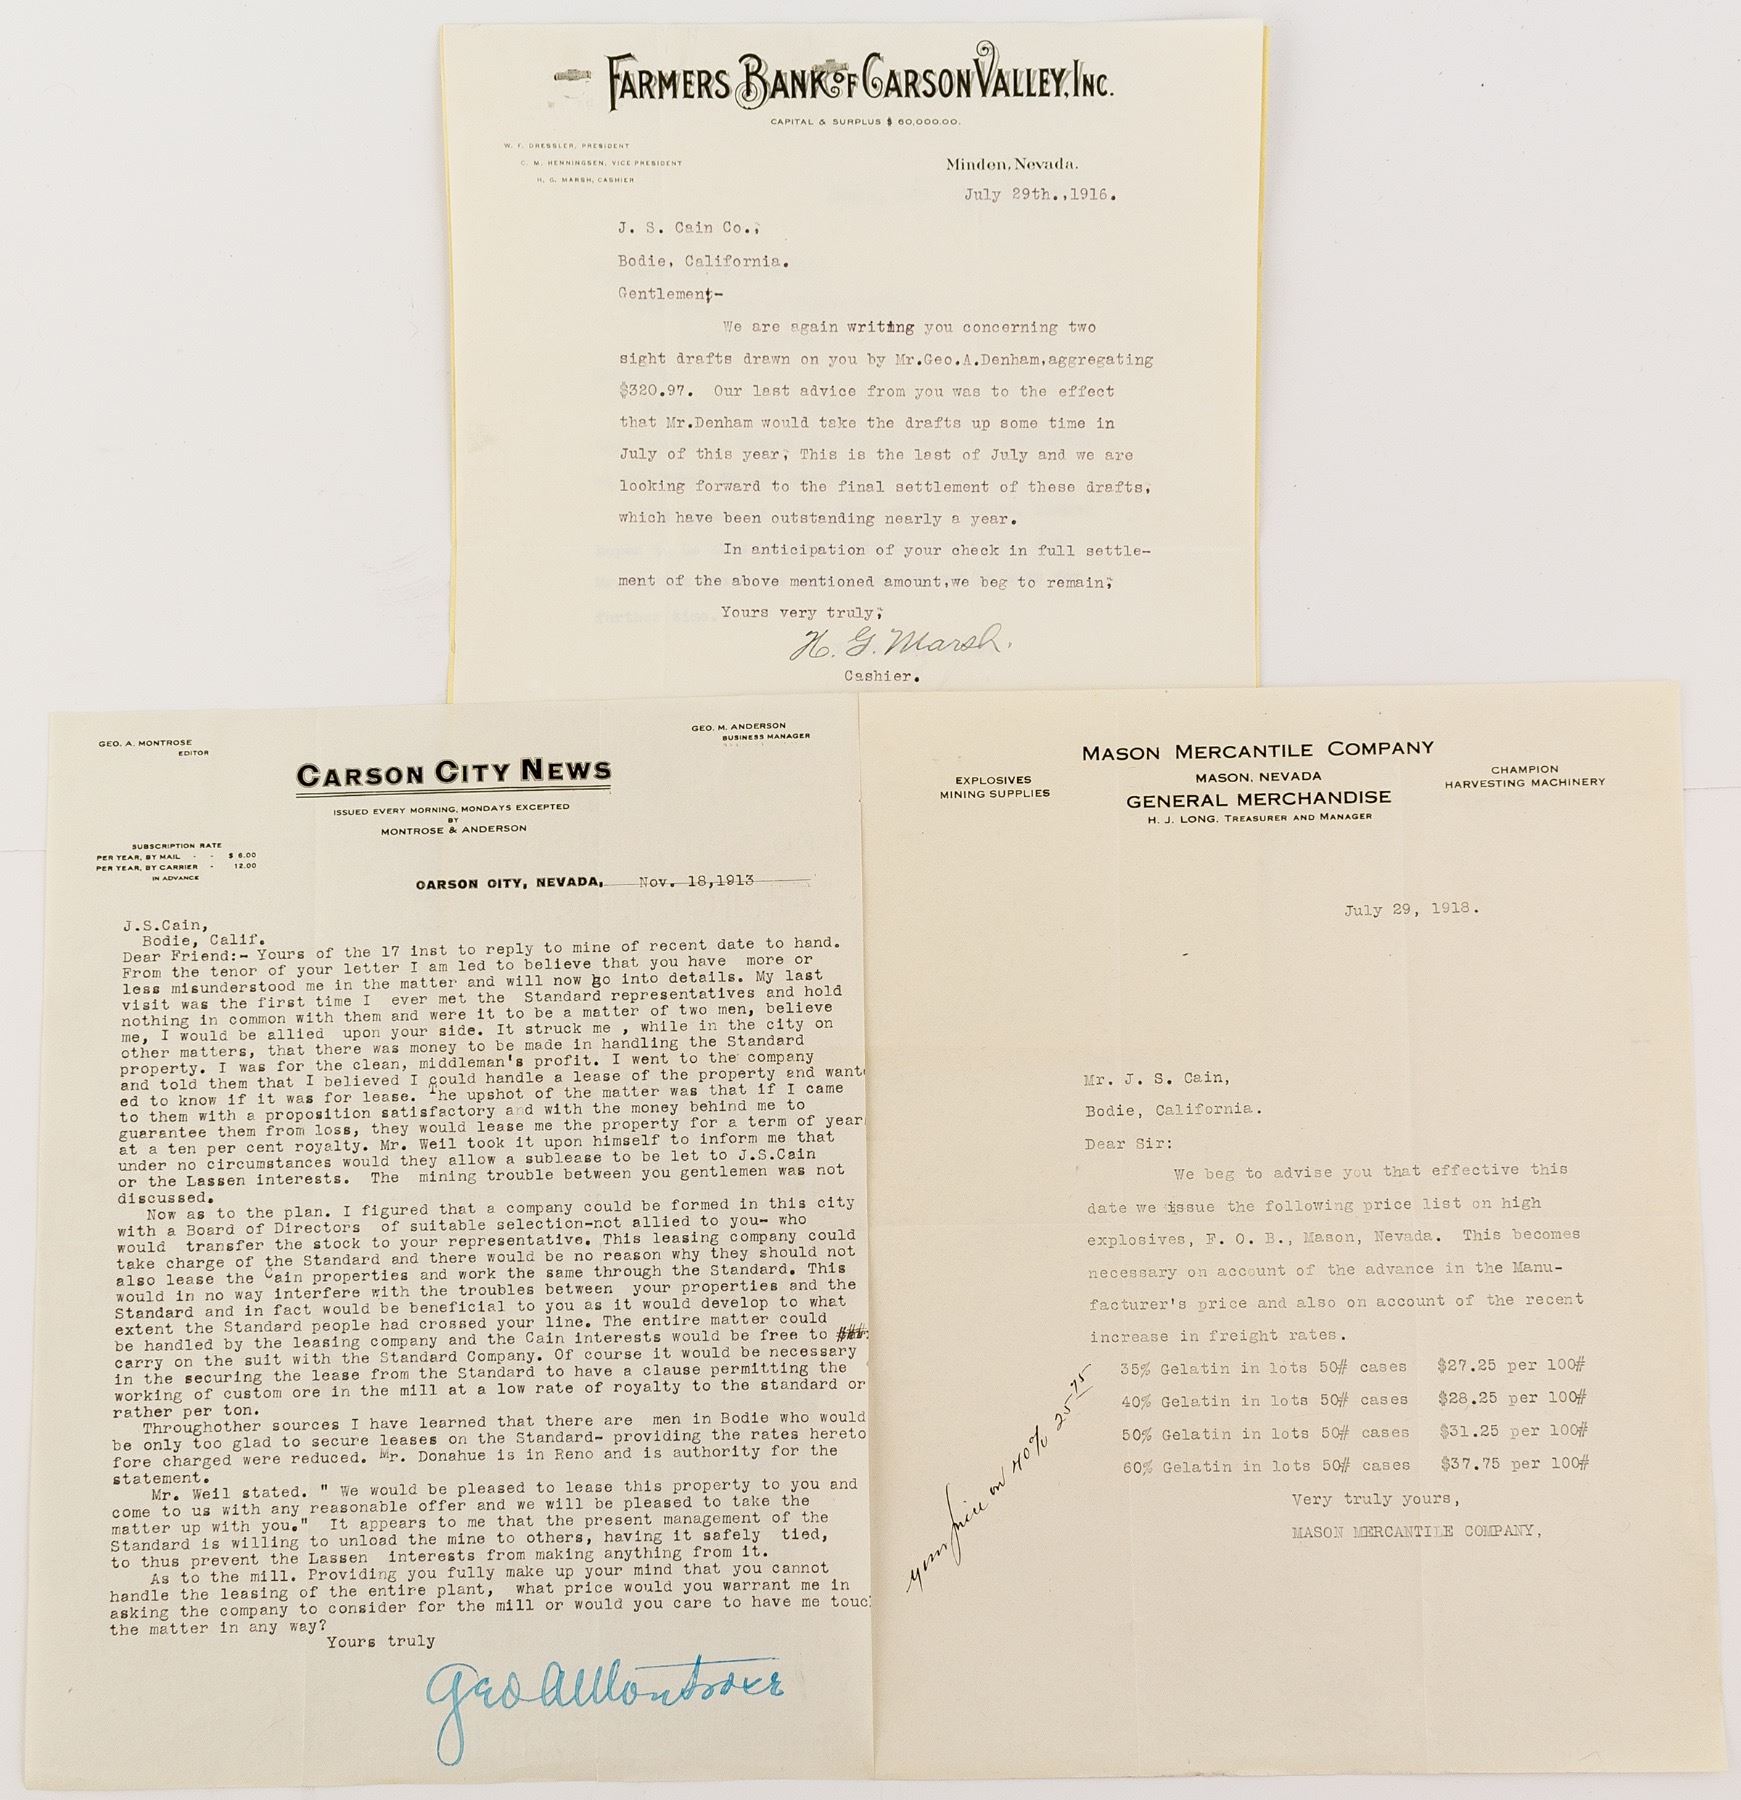 FARMERS BANK OF CARSON VALLEY, INC.
CAPITAL & SURPLUS $ 60,000.00.
W. F. DRESSLER, PRESIDENT
C. M. HENNINGSEN, VICE PRESIDENT
H. G. MARSH, CASHIER
Minden, Nevada.
July 29th.,1916.
J. S. Cain Co.,
Bodie, California.
Gentlemen:-
We are again writing you concerning two
sight drafts drawn on you by Mr.Geo.A.Denham,aggregating
$320.97. Our last advice from you was to the effect
that Mr.Denham would take the drafts up some time in
July of this year, This is the last of July and we are
looking forward to the final settlement of these drafts,
which have been outstanding nearly a year.
In anticipation of your check in full settle-
ment of the above mentioned amount,we beg to remain,
further time.
Yours very truly,
H. G. Marsh.
Cashier.
GEO. A. MONTROSE
EDITOR
GEO. M. ANDERSON
BUSINESS MANAGER
CARSON CITY NEWS
ISSUED EVERY MORNING, MONDAYS EXCEPTED
BY
MONTROSE & ANDERSON
SUBSCRIPTION RATE
PER YEAR, BY MAIL - - $ 6.00
PER YEAR, BY CARRIER - 12.00
IN ADVANCE
CARSON CITY, NEVADA, Nov. 18,1913
J.S.Cain,
Bodie, Calif.
Dear Friend:- Yours of the 17 inst to reply to mine of recent date to hand.
From the tenor of your letter I am led to believe that you have more or
less misunderstood me in the matter and will now go into details. My last
visit was the first time I ever met the Standard representatives and hold
nothing in common with them and were it to be a matter of two men, believe
me, I would be allied upon your side. It struck me , while in the city on
other matters, that there was money to be made in handling the Standard
property. I was for the clean, middleman's profit. I went to the company
and told them that I believed I could handle a lease of the property and want
ed to know if it was for lease. The upshot of the matter was that if I came
to them with a proposition satisfactory and with the money behind me to
guarantee them from loss, they would lease me the property for a term of year
at a ten per cent royalty. Mr. Weil took it upon himself to inform me that
under no circumstances would they allow a sublease to be let to J.S.Cain
or the Lassen interests. The mining trouble between you gentlemen was not
discussed.
Now as to the plan. I figured that a company could be formed in this city
with a Board of Directors of suitable selection-not allied to you- who
would transfer the stock to your representative. This leasing company could
take charge of the Standard and there would be no reason why they should not
also lease the Cain properties and work the same through the Standard. This
would in no way interfere with the troubles between your properties and the
Standard and in fact would be beneficial to you as it would develop to what
extent the Standard people had crossed your line. The entire matter could
be handled by the leasing company and the Cain interests would be free to ###
carry on the suit with the Standard Company. Of course it would be necessary
in the securing the lease from the Standard to have a clause permitting the
working of custom ore in the mill at a low rate of royalty to the standard or
rather per ton.
Throughother sources I have learned that there are men in Bodie who would
be only too glad to secure leases on the Standard- providing the rates hereto
fore charged were reduced. Mr. Donahue is in Reno and is authority for the
statement.
Mr. Weil stated. " We would be pleased to lease this property to you and
come to us with any reasonable offer and we will be pleased to take the
matter up with you." It appears to me that the present management of the
Standard is willing to unload the mine to others, having it safely tied,
to thus prevent the Lassen interests from making anything from it.
As to the mill. Providing you fully make up your mind that you cannot
handle the leasing of the entire plant, what price would you warrant me in
asking the company to consider for the mill or would you care to have me touc
the matter in any way?
Yours truly
Geo A Montrose
MASON MERCANTILE COMPANY
MASON, NEVADA
GENERAL MERCHANDISE
H. J. LONG, TREASURER AND MANAGER
EXPLOSIVES
MINING SUPPLIES
CHAMPION
HARVESTING MACHINERY
July 29, 1918.
Mr. J. S. Cain,
Bodie, California.
Dear Sir:
We beg to advise you that effective this
date we issue the following price list on high
explosives, F. O. B., Mason, Nevada. This becomes
necessary on account of the advance in the Manu-
facturer's price and also on account of the recent
increase in freight rates.
35% Gelatin in lots 50# cases $27.25 per 100#
40% Gelatin in lots 50# cases $28.25 per 100#
50% Gelatin in lots 50# cases $31.25 per 100#
60% Gelatin in lots 50# cases $37.75 per 100#
your price on 40% 25-75
Very truly yours,
MASON MERCANTILE COMPANY,